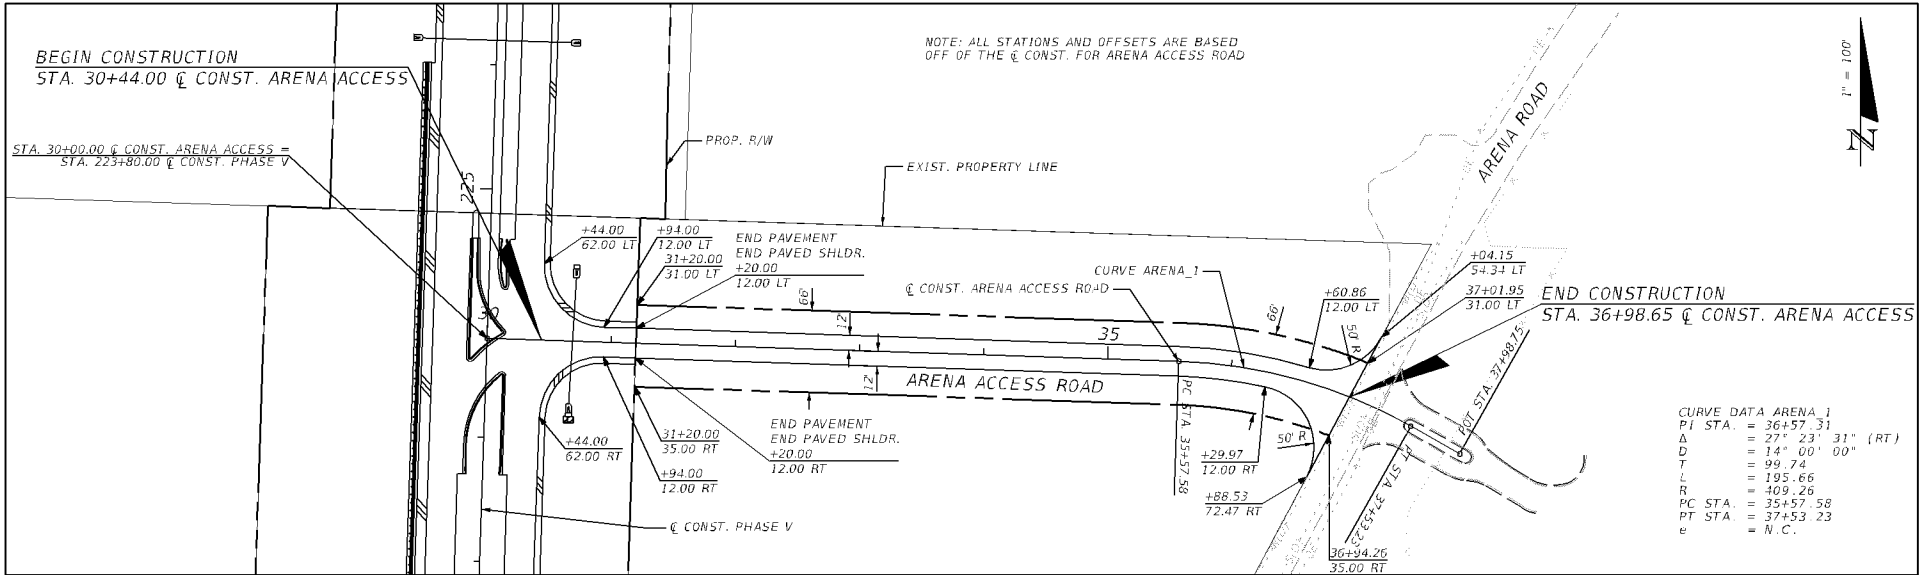 BEGIN CONSTRUCTION
STA. 30+44.00 ℄ CONST. ARENA ACCESS
STA. 30+00.00 ℄ CONST. ARENA ACCESS =
STA. 223+80.00 ℄ CONST. PHASE V
225
30
PROP. R/W
NOTE: ALL STATIONS AND OFFSETS ARE BASED
OFF OF THE ℄ CONST. FOR ARENA ACCESS ROAD
EXIST. PROPERTY LINE
ARENA ROAD
1" = 100'
N
+44.00
62.00 LT
+94.00
12.00 LT
31+20.00
31.00 LT
END PAVEMENT
END PAVED SHLDR.
+20.00
12.00 LT
66'
12'
12'
℄ CONST. ARENA ACCESS ROAD
CURVE ARENA_1
35
ARENA ACCESS ROAD
+60.86
12.00 LT
66'
50' R
+04.15
54.34 LT
37+01.95
31.00 LT
END CONSTRUCTION
STA. 36+98.65 ℄ CONST. ARENA ACCESS
+44.00
62.00 RT
31+20.00
35.00 RT
+94.00
12.00 RT
END PAVEMENT
END PAVED SHLDR.
+20.00
12.00 RT
℄ CONST. PHASE V
PC STA. 35+57.58
50' R
+29.97
12.00 RT
+88.53
72.47 RT
36+94.26
35.00 RT
PT STA. 37+53.23
POT STA. 37+98.75
CURVE DATA ARENA_1
PI STA. = 36+57.31
Δ = 27° 23' 31" (RT)
D = 14° 00' 00"
T = 99.74
L = 195.66
R = 409.26
PC STA. = 35+57.58
PT STA. = 37+53.23
e = N.C.